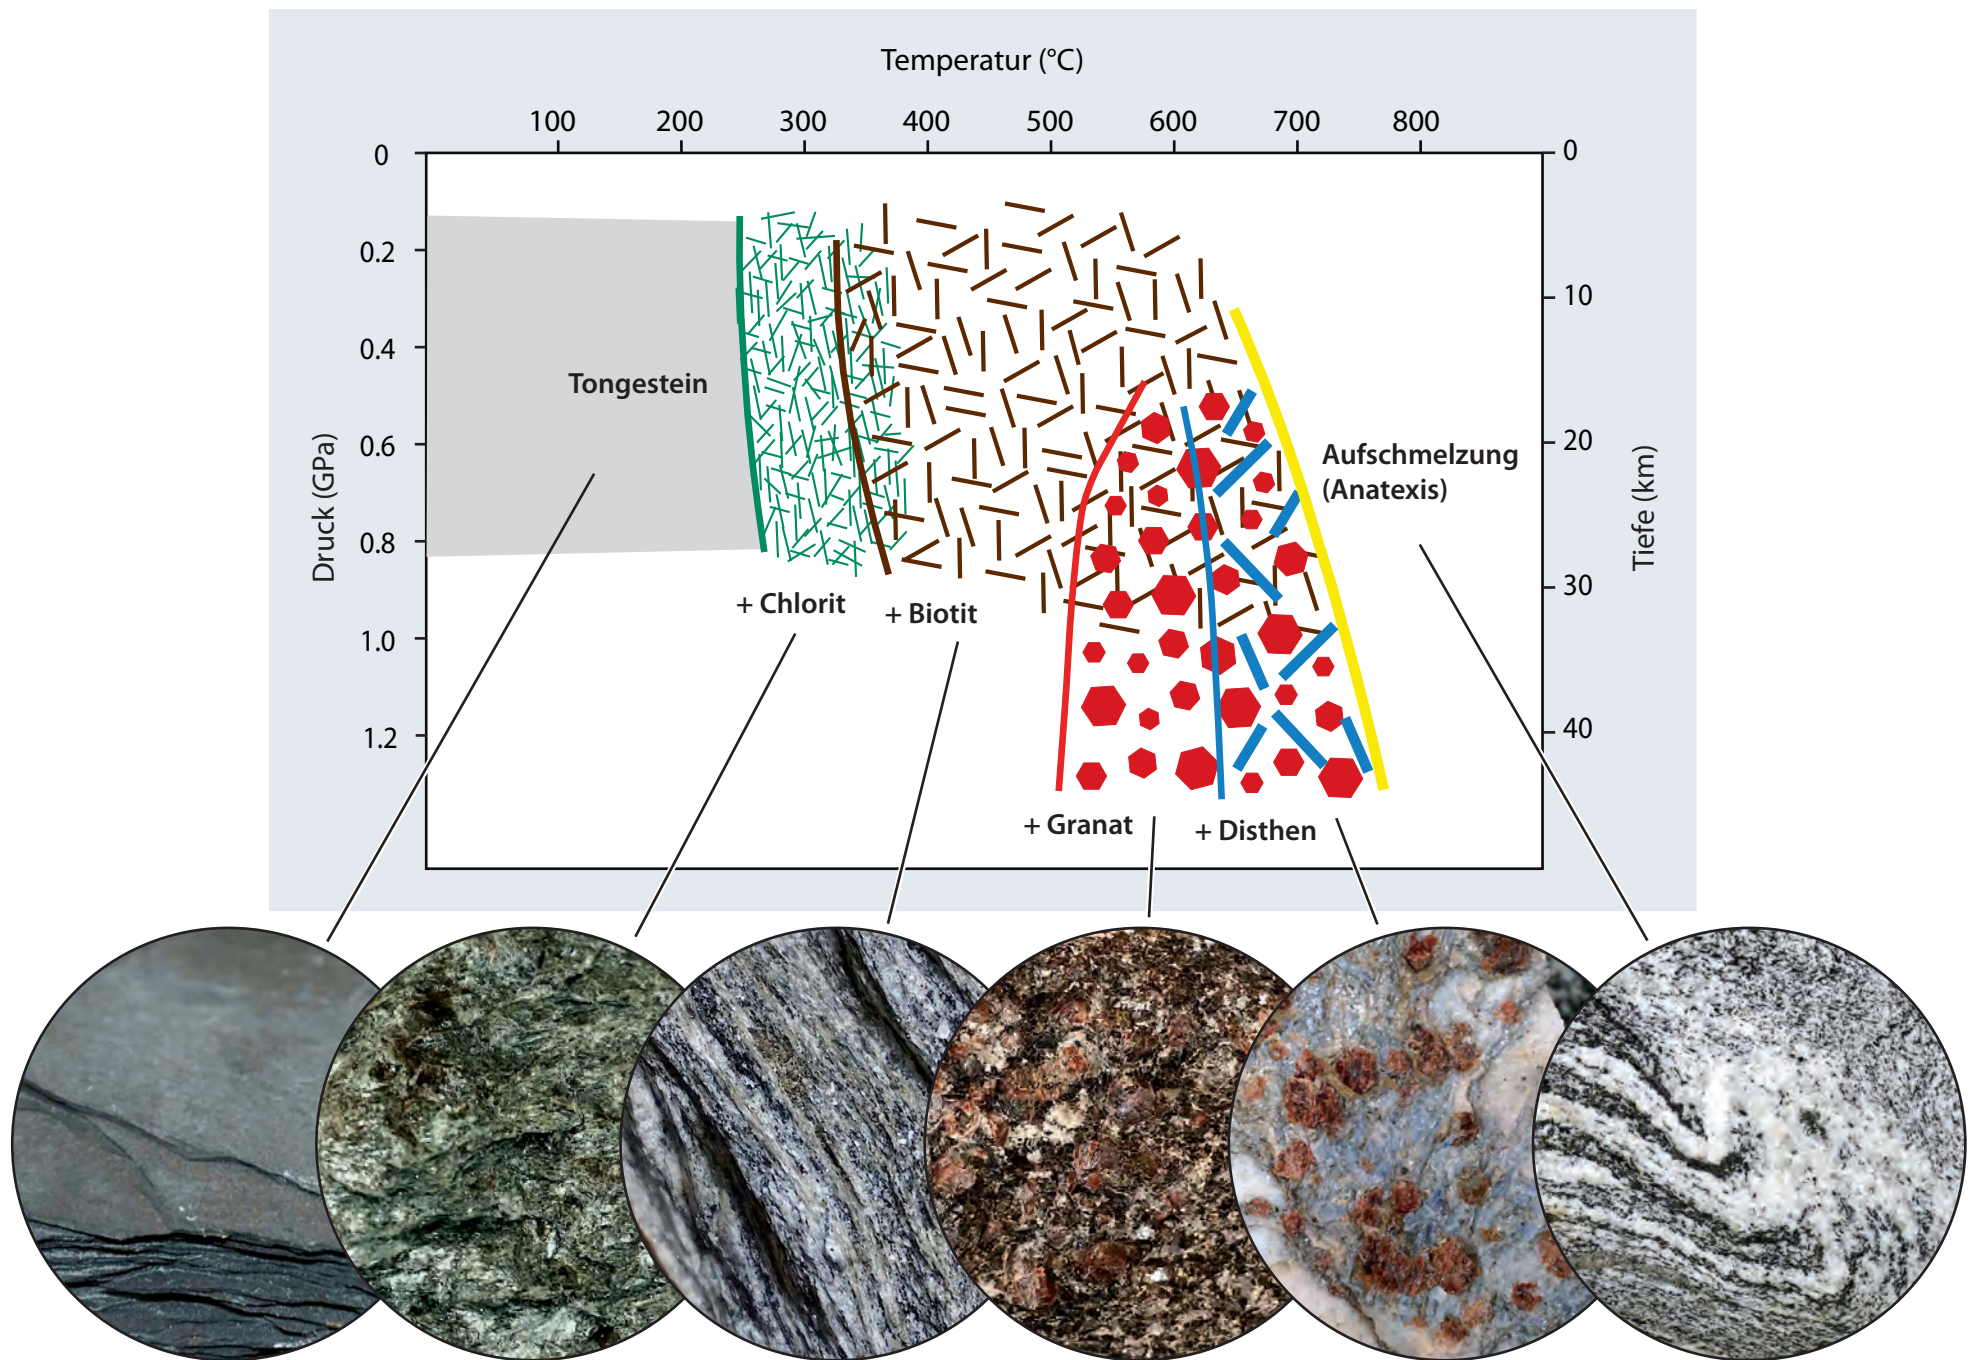 Temperatur (°C)
100 200 300 400 500 600 700 800
0
0.2
0.4
0.6
0.8
1.0
1.2
Druck (GPa)
0
10
20
30
40
Tiefe (km)
Tongestein
Aufschmelzung
(Anatexis)
+ Chlorit
+ Biotit
+ Granat
+ Disthen